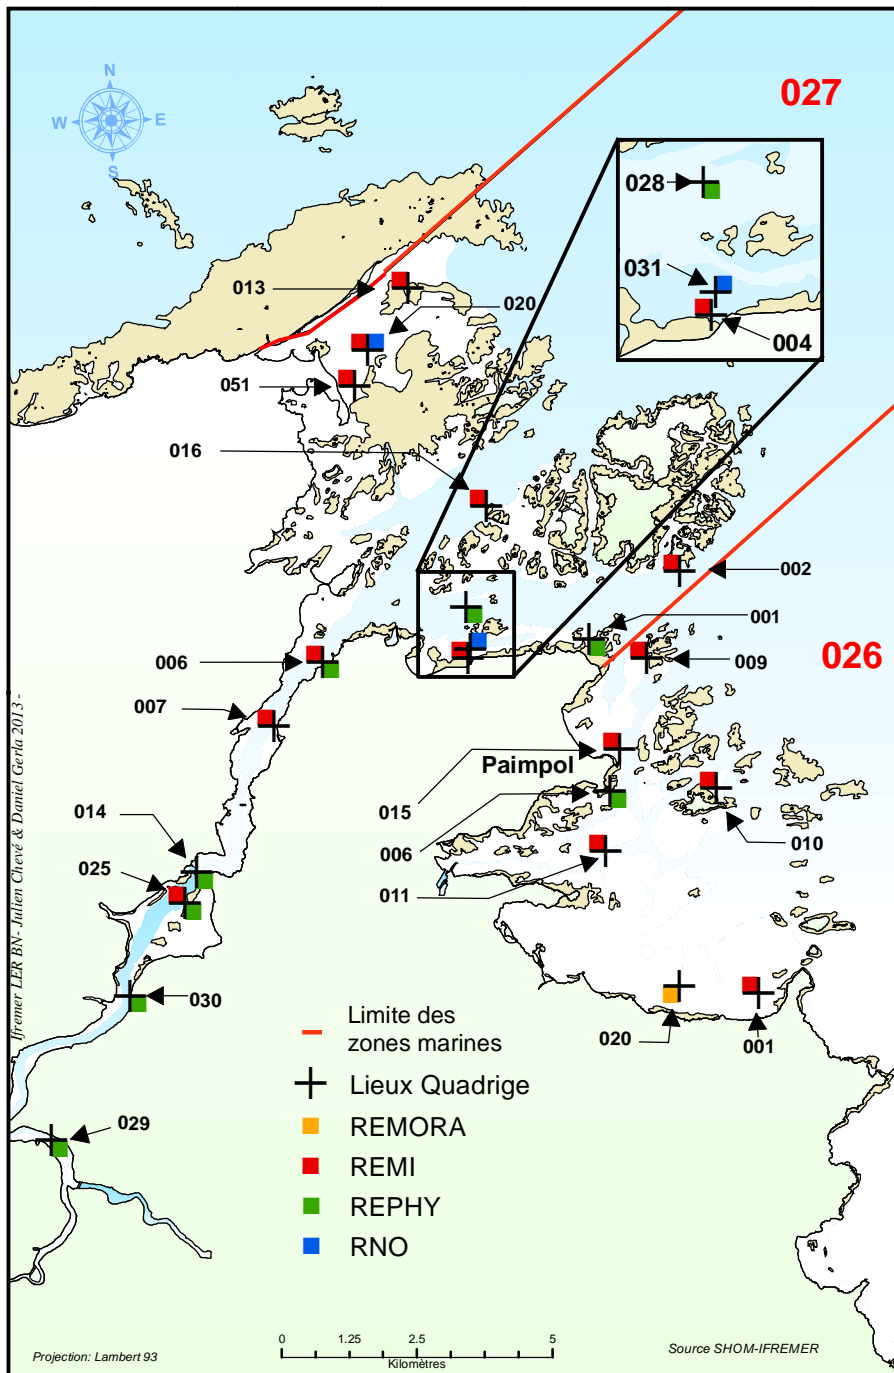 N
W
E
S
027
028
031
004
013
020
051
016
002
001
006
009
026
007
Paimpol
015
014
006
010
025
011
030
020
001
029
Limite des
zones marines
Lieux Quadrige
REMORA
REMI
REPHY
RNO
0
1.25
2.5
5
Kilomètres
Projection: Lambert 93
Source SHOM-IFREMER
Ifremer LER BN- Julien Chevé & Daniel Gerla 2013 -